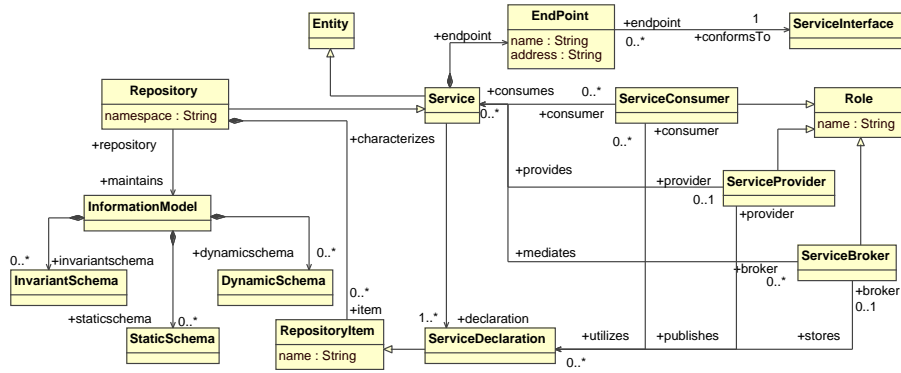 Entity
EndPoint
name : String
address : String
+endpoint
0..*
1
+conformsTo
ServiceInterface
+endpoint
Repository
namespace : String
Service
+consumes
0..*
0..*
+consumer
ServiceConsumer
+consumer
0..*
Role
name : String
+repository
+characterizes
+maintains
+provides
+provider
0..1
ServiceProvider
+provider
InformationModel
0..*
+invariantschema
+dynamicschema
0..*
+mediates
+broker
0..*
ServiceBroker
+broker
0..1
InvariantSchema
DynamicSchema
0..*
+item
+staticschema
0..*
StaticSchema
RepositoryItem
name : String
1..*
+declaration
ServiceDeclaration
0..*
+utilizes
+publishes
+stores